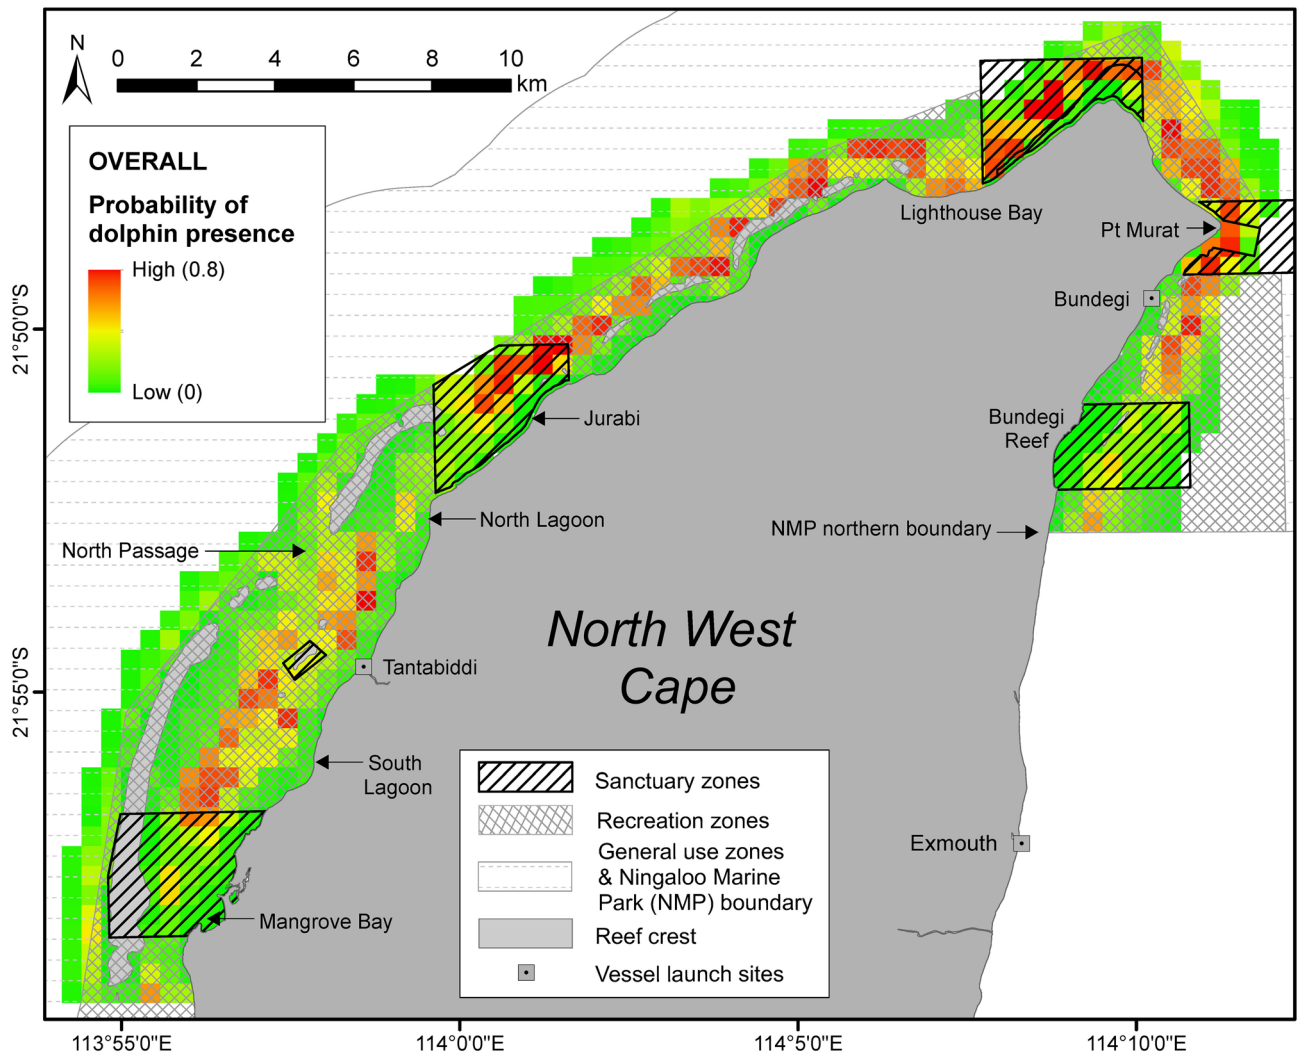 N
0 2 4 6 8 10
km
OVERALL
Probability of
dolphin presence
High (0.8)
Low (0)
Lighthouse Bay
Pt Murat
Bundegi
21°50'0"S
Bundegi
Reef
Jurabi
North Lagoon
NMP northern boundary
North Passage
North West
Cape
Tantabiddi
21°55'0"S
South
Lagoon
Sanctuary zones
Recreation zones
General use zones
& Ningaloo Marine
Park (NMP) boundary
Reef crest
Vessel launch sites
Exmouth
Mangrove Bay
113°55'0"E 114°0'0"E 114°5'0"E 114°10'0"E